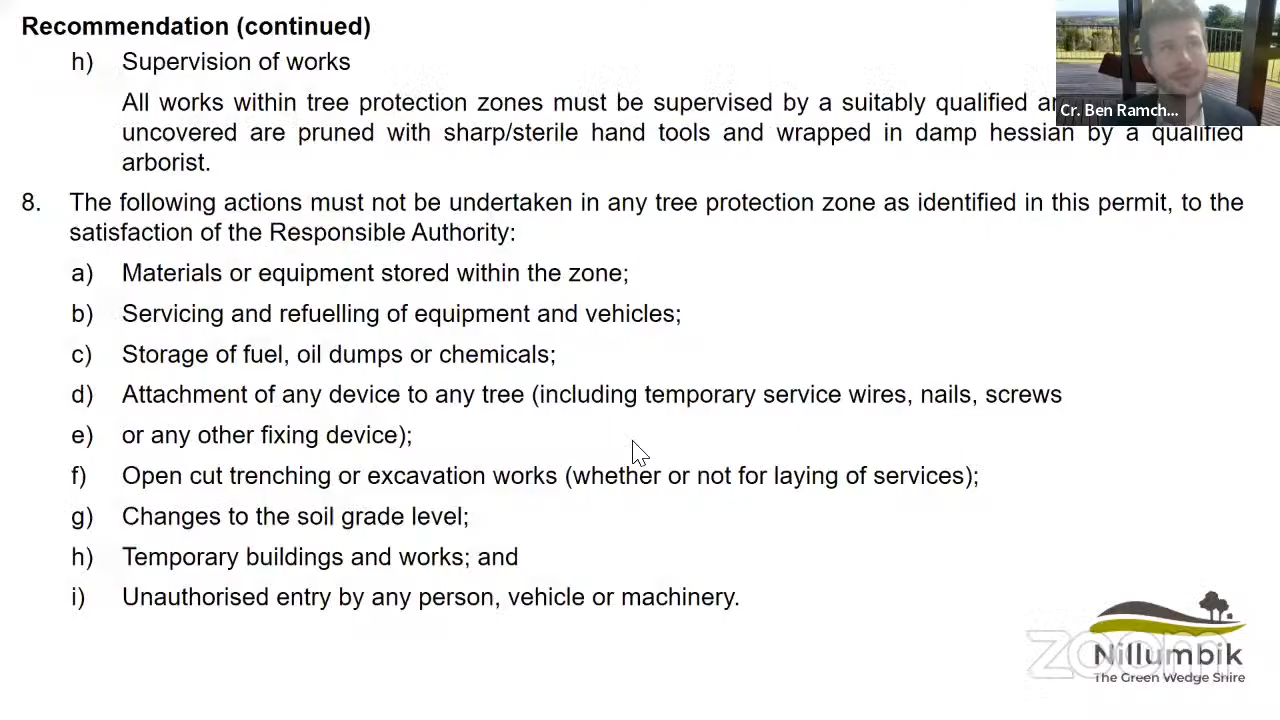 Recommendation (continued)
h) Supervision of works
All works within tree protection zones must be supervised by a suitably qualified
uncovered are pruned with sharp/sterile hand tools and wrapped in damp hessian by a qualified
arborist.
8. The following actions must not be undertaken in any tree protection zone as identified in this permit, to the
satisfaction of the Responsible Authority:
a) Materials or equipment stored within the zone;
b) Servicing and refuelling of equipment and vehicles;
c) Storage of fuel, oil dumps or chemicals;
d) Attachment of any device to any tree (including temporary service wires, nails, screws
e) or any other fixing device);
f) Open cut trenching or excavation works (whether or not for laying of services);
g) Changes to the soil grade level;
h) Temporary buildings and works; and
i) Unauthorised entry by any person, vehicle or machinery.
Cr. Ben Ramch...
zoom
Nillumbik
The Green Wedge Shire